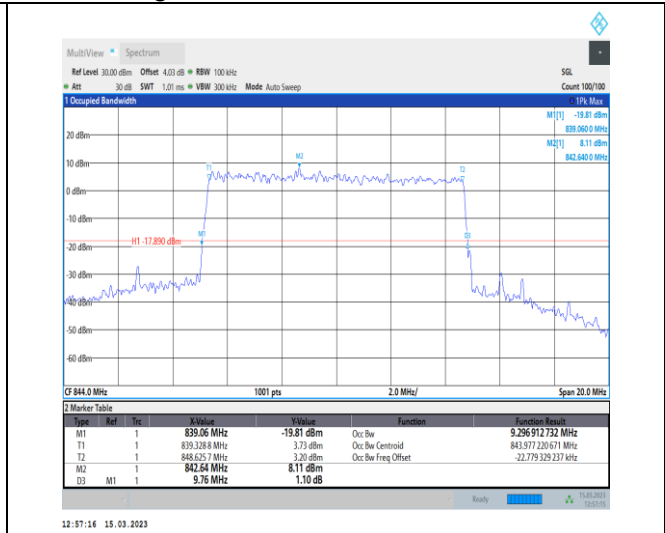 MultiView Spectrum
Ref Level 30.00 dBm Offset 4.03 dB RBW 100 kHz SGL
Att 30 dB SWT 1.01 ms VBW 300 kHz Mode Auto Sweep Count 100/100
1 Occupied Bandwidth 1Pk Max
M1[1] -19.81 dBm
839.060 0 MHz
M2[1] 8.11 dBm
842.640 0 MHz
20 dBm
10 dBm
M2
T1
T2
0 dBm
-10 dBm
M1
D3
H1 -17.890 dBm
-20 dBm
-30 dBm
-40 dBm
-50 dBm
-60 dBm
CF 844.0 MHz 1001 pts 2.0 MHz/ Span 20.0 MHz
2 Marker Table
Type Ref Trc X-Value Y-Value Function Function Result
M1 1 839.06 MHz -19.81 dBm Occ Bw 9.296 912 732 MHz
T1 1 839.328 8 MHz 3.73 dBm Occ Bw Centroid 843.977 220 671 MHz
T2 1 848.625 7 MHz 3.20 dBm Occ Bw Freq Offset -22.779 329 237 kHz
M2 1 842.64 MHz 8.11 dBm
D3 M1 1 9.76 MHz 1.10 dB
Ready 15.03.2023
12:57:15
12:57:16 15.03.2023